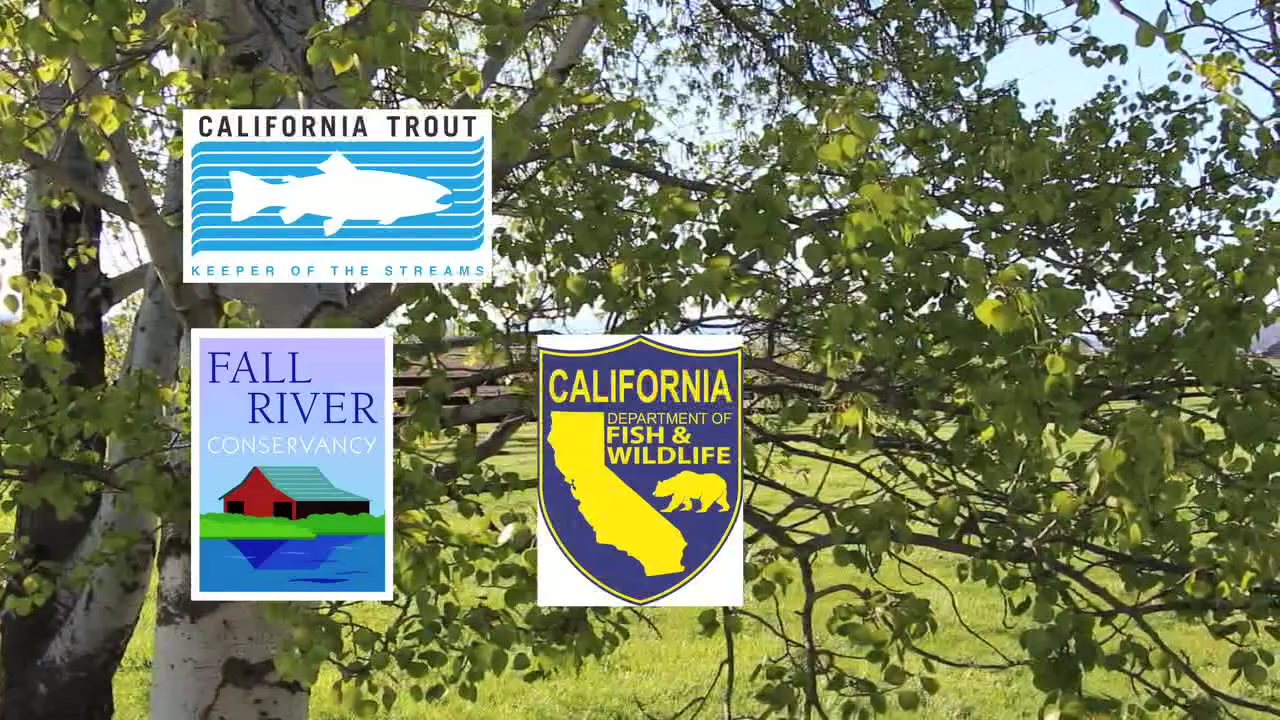 CALIFORNIA TROUT
KEEPER OF THE STREAMS
FALL
RIVER
CONSERVANCY
CALIFORNIA
DEPARTMENT OF
FISH &
WILDLIFE